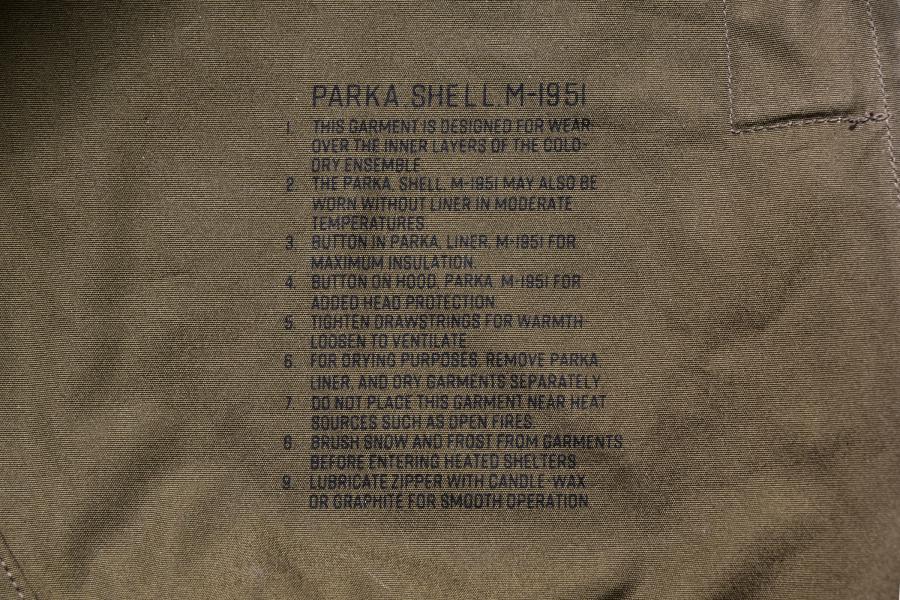 PARKA. SHELL. M-1951
1. THIS GARMENT IS DESIGNED FOR WEAR
OVER THE INNER LAYERS OF THE COLD-
DRY ENSEMBLE.
2. THE PARKA, SHELL, M-1951 MAY ALSO BE
WORN WITHOUT LINER IN MODERATE
TEMPERATURES
3. BUTTON IN PARKA, LINER, M-1951 FOR
MAXIMUM INSULATION.
4. BUTTON ON HOOD, PARKA, M-1951 FOR
ADDED HEAD PROTECTION.
5. TIGHTEN DRAWSTRINGS FOR WARMTH-
LOOSEN TO VENTILATE.
6. FOR DRYING PURPOSES, REMOVE PARKA,
LINER, AND DRY GARMENTS SEPARATELY.
7. DO NOT PLACE THIS GARMENT NEAR HEAT
SOURCES SUCH AS OPEN FIRES.
8. BRUSH SNOW AND FROST FROM GARMENTS
BEFORE ENTERING HEATED SHELTERS.
9. LUBRICATE ZIPPER WITH CANDLE-WAX
OR GRAPHITE FOR SMOOTH OPERATION.